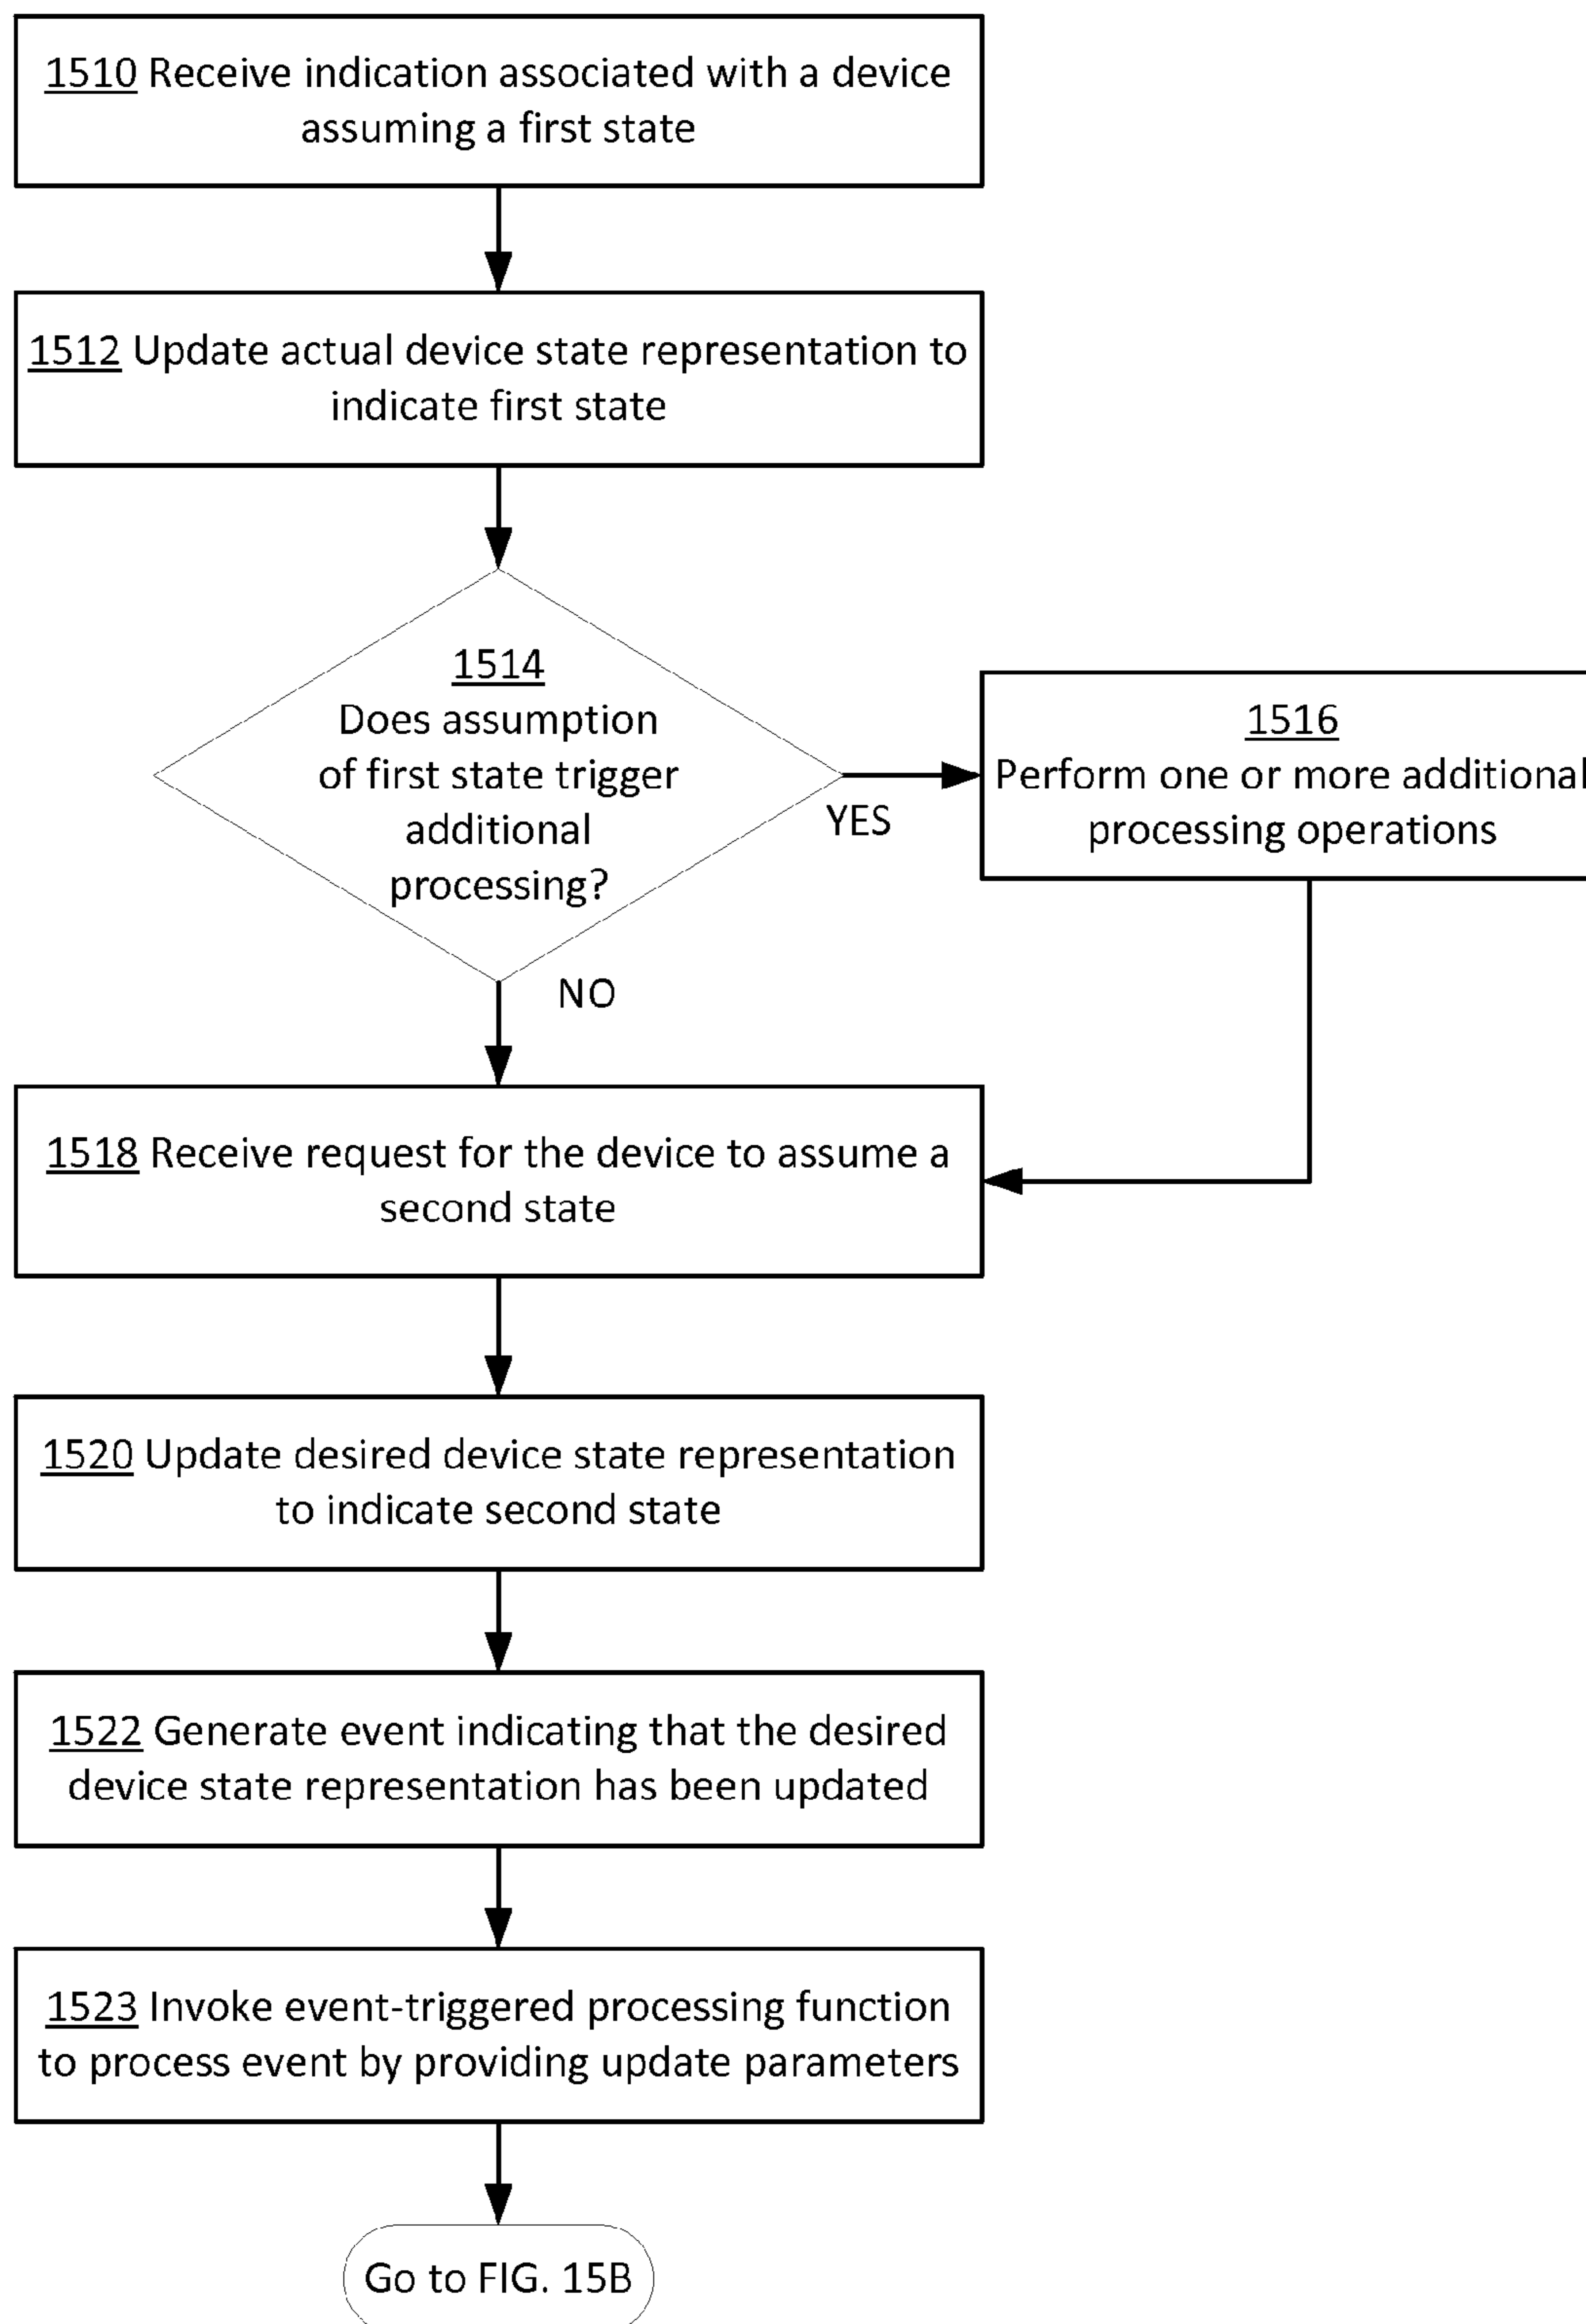 1510 Receive indication associated with a device
assuming a first state
1512 Update actual device state representation to
indicate first state
1514
Does assumption
of first state trigger
additional
processing?
YES
1516
Perform one or more additional
processing operations
NO
1518 Receive request for the device to assume a
second state
1520 Update desired device state representation
to indicate second state
1522 Generate event indicating that the desired
device state representation has been updated
1523 Invoke event-triggered processing function
to process event by providing update parameters
Go to FIG. 15B